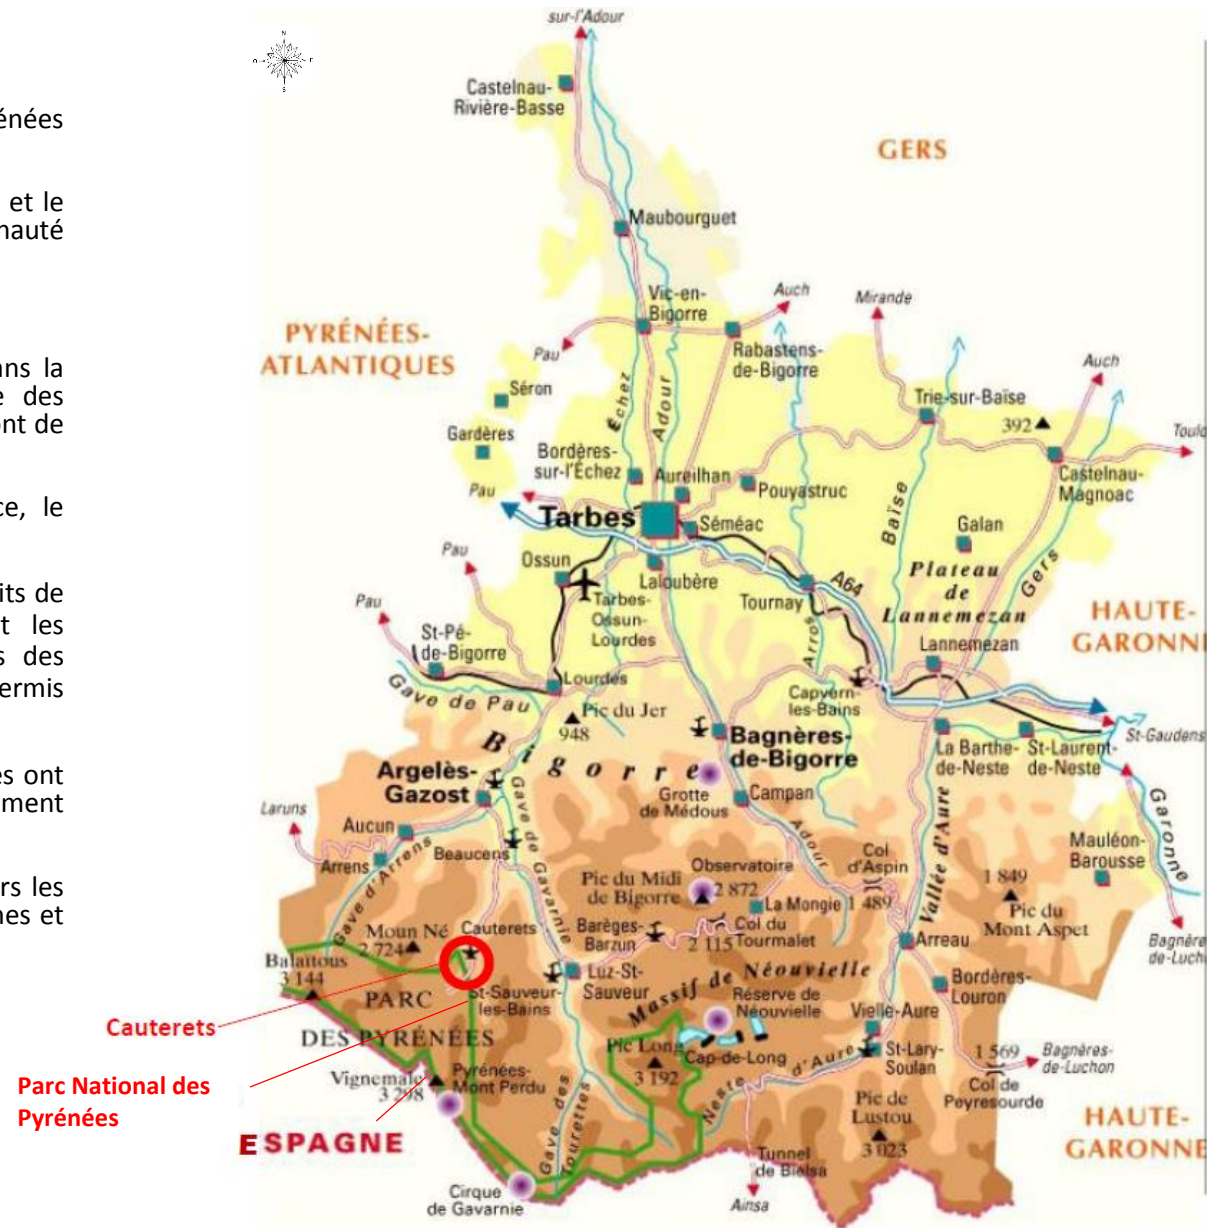 énées
et le
nauté
ans la
e des
ont de
ce, le
its de
t les
s des
ermis
es ont
ement
rs les
nes et
Cauterets
Parc National des
Pyrénées
N
S
sur-l'Adour
Castelnau-
Rivière-Basse
GERS
Maubourguet
Vic-en-
Bigorre
Auch
Mirande
PYRÉNÉES-
ATLANTIQUES
Pau
Rabastens-
de-Bigorre
Auch
Séron
Échez
Adour
Trie-sur-Baïse
392
Gardères
Toulo
Bordères-
sur-l'Échez
Aureilhan
Pouyastruc
Castelnau-
Magnoac
Pau
Baïse
Tarbes
Séméac
Galan
Pau
Ossun
Laloubère
Tournay
A64
Plateau
de
Lannemezan
Gers
Tarbes-
Ossun-
Lourdes
Pau
HAUTE-
GARONNE
St-Pé-
de-Bigorre
Arros
Lannemezan
Lourdes
Gave de Pau
Capvern-
les-Bains
Pic du Jer
948
St-Gaudens
Bigorre
Bagnères-
de-Bigorre
La Barthe-
de-Neste
St-Laurent-
de-Neste
Argelès-
Gazost
Grotte
de Médous
Campan
Garonne
Laruns
Aucun
Gave de Gavarnie
Adour
Vallée d'Aure
Mauléon-
Barousse
Arrens
Gave d'Arrens
Beaucens
Observatoire
Col
d'Aspin
1 489
1 849
Pic du
Mont Aspet
Pic du Midi
de Bigorre
2 872
La Mongie
Moun Né
2 724
Cauterets
Barèges-
Barzun
2 115
Col du
Tourmalet
Arreau
Bagnère
de-Luch
Balaïtous
3 144
Luz-St-
Sauveur
St-Sauveur-
les-Bains
Massif de Néouvielle
Bordères-
Louron
PARC
Réserve de
Néouvielle
Vielle-Aure
DES PYRÉNÉES
Pic Long
3 192
Cap-de-Long
Neste d'Aure
St-Lary-
Soulan
1 569
Col de
Peyresourde
Bagnères-
de-Luchon
Vignemale
3 298
Pyrénées-
Mont Perdu
Pic de
Lustou
3 023
HAUTE-
GARONNE
ESPAGNE
Gave des
Tourettes
Tunnel
de Bielsa
Cirque
de Gavarnie
Ainsa